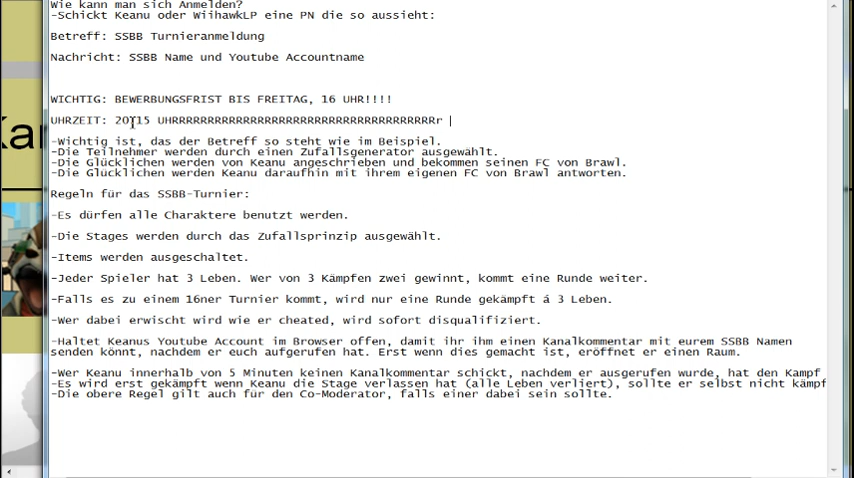 Wie kann man sich Anmelden?
-Schickt Keanu oder WiihawkLP eine PN die so aussieht:
Betreff: SSBB Turnieranmeldung
Nachricht: SSBB Name und Youtube Accountname
WICHTIG: BEWERBUNGSFRIST BIS FREITAG, 16 UHR!!!!
UHRZEIT: 20:15 UHRRRRRRRRRRRRRRRRRRRRRRRRRRRRRRRRRRRRRr
-Wichtig ist, das der Betreff so steht wie im Beispiel.
-Die Teilnehmer werden durch einen Zufallsgenerator ausgewählt.
-Die Glücklichen werden von Keanu angeschrieben und bekommen seinen FC von Brawl.
-Die Glücklichen werden Keanu daraufhin mit ihrem eigenen FC von Brawl antworten.
Regeln für das SSBB-Turnier:
-Es dürfen alle Charaktere benutzt werden.
-Die Stages werden durch das Zufallsprinzip ausgewählt.
-Items werden ausgeschaltet.
-Jeder Spieler hat 3 Leben. Wer von 3 Kämpfen zwei gewinnt, kommt eine Runde weiter.
-Falls es zu einem 16ner Turnier kommt, wird nur eine Runde gekämpft á 3 Leben.
-Wer dabei erwischt wird wie er cheated, wird sofort disqualifiziert.
-Haltet Keanus Youtube Account im Browser offen, damit ihr ihm einen Kanalkommentar mit eurem SSBB Namen
senden könnt, nachdem er euch aufgerufen hat. Erst wenn dies gemacht ist, eröffnet er einen Raum.
-Wer Keanu innerhalb von 5 Minuten keinen Kanalkommentar schickt, nachdem er ausgerufen wurde, hat den Kampf
-Es wird erst gekämpft wenn Keanu die Stage verlassen hat (alle Leben verliert), sollte er selbst nicht kämpf
-Die obere Regel gilt auch für den Co-Moderator, falls einer dabei sein sollte.